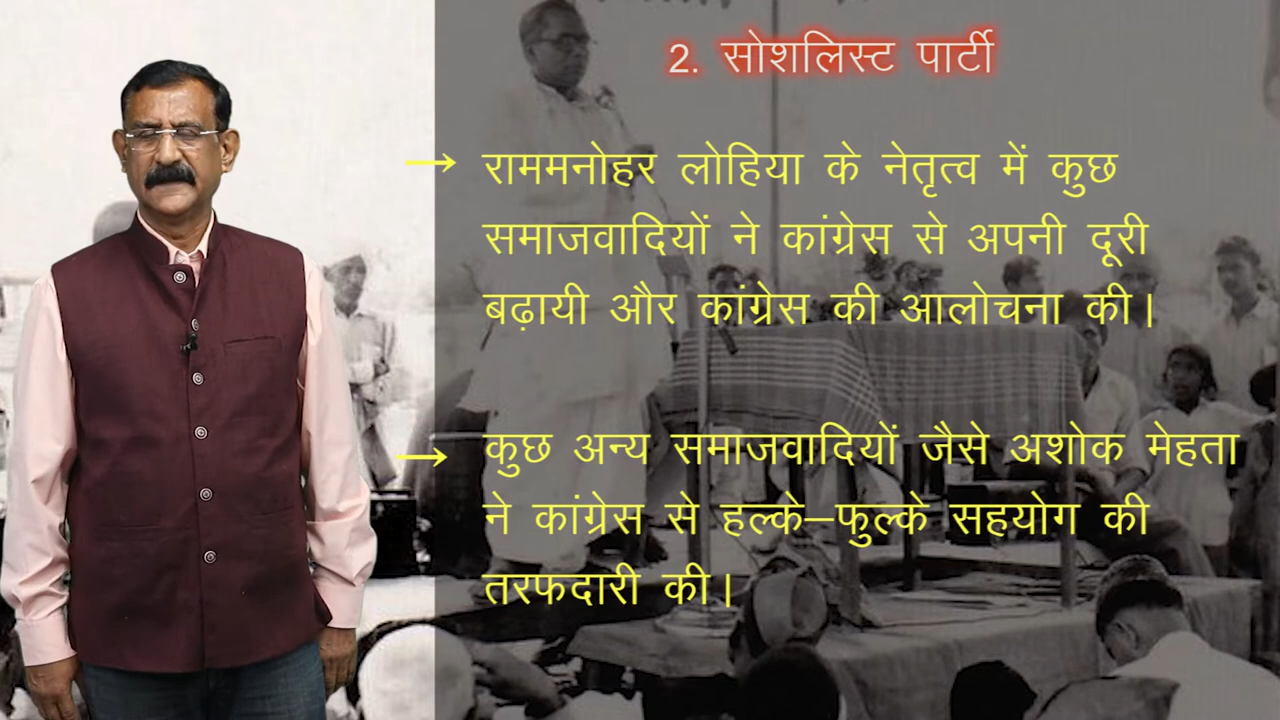 2. सोशलिस्ट पार्टी
→ राममनोहर लोहिया के नेतृत्व में कुछ
समाजवादियों ने कांग्रेस से अपनी दूरी
बढ़ायी और कांग्रेस की आलोचना की।
→ कुछ अन्य समाजवादियों जैसे अशोक मेहता
ने कांग्रेस से हल्के–फुल्के सहयोग की
तरफदारी की।